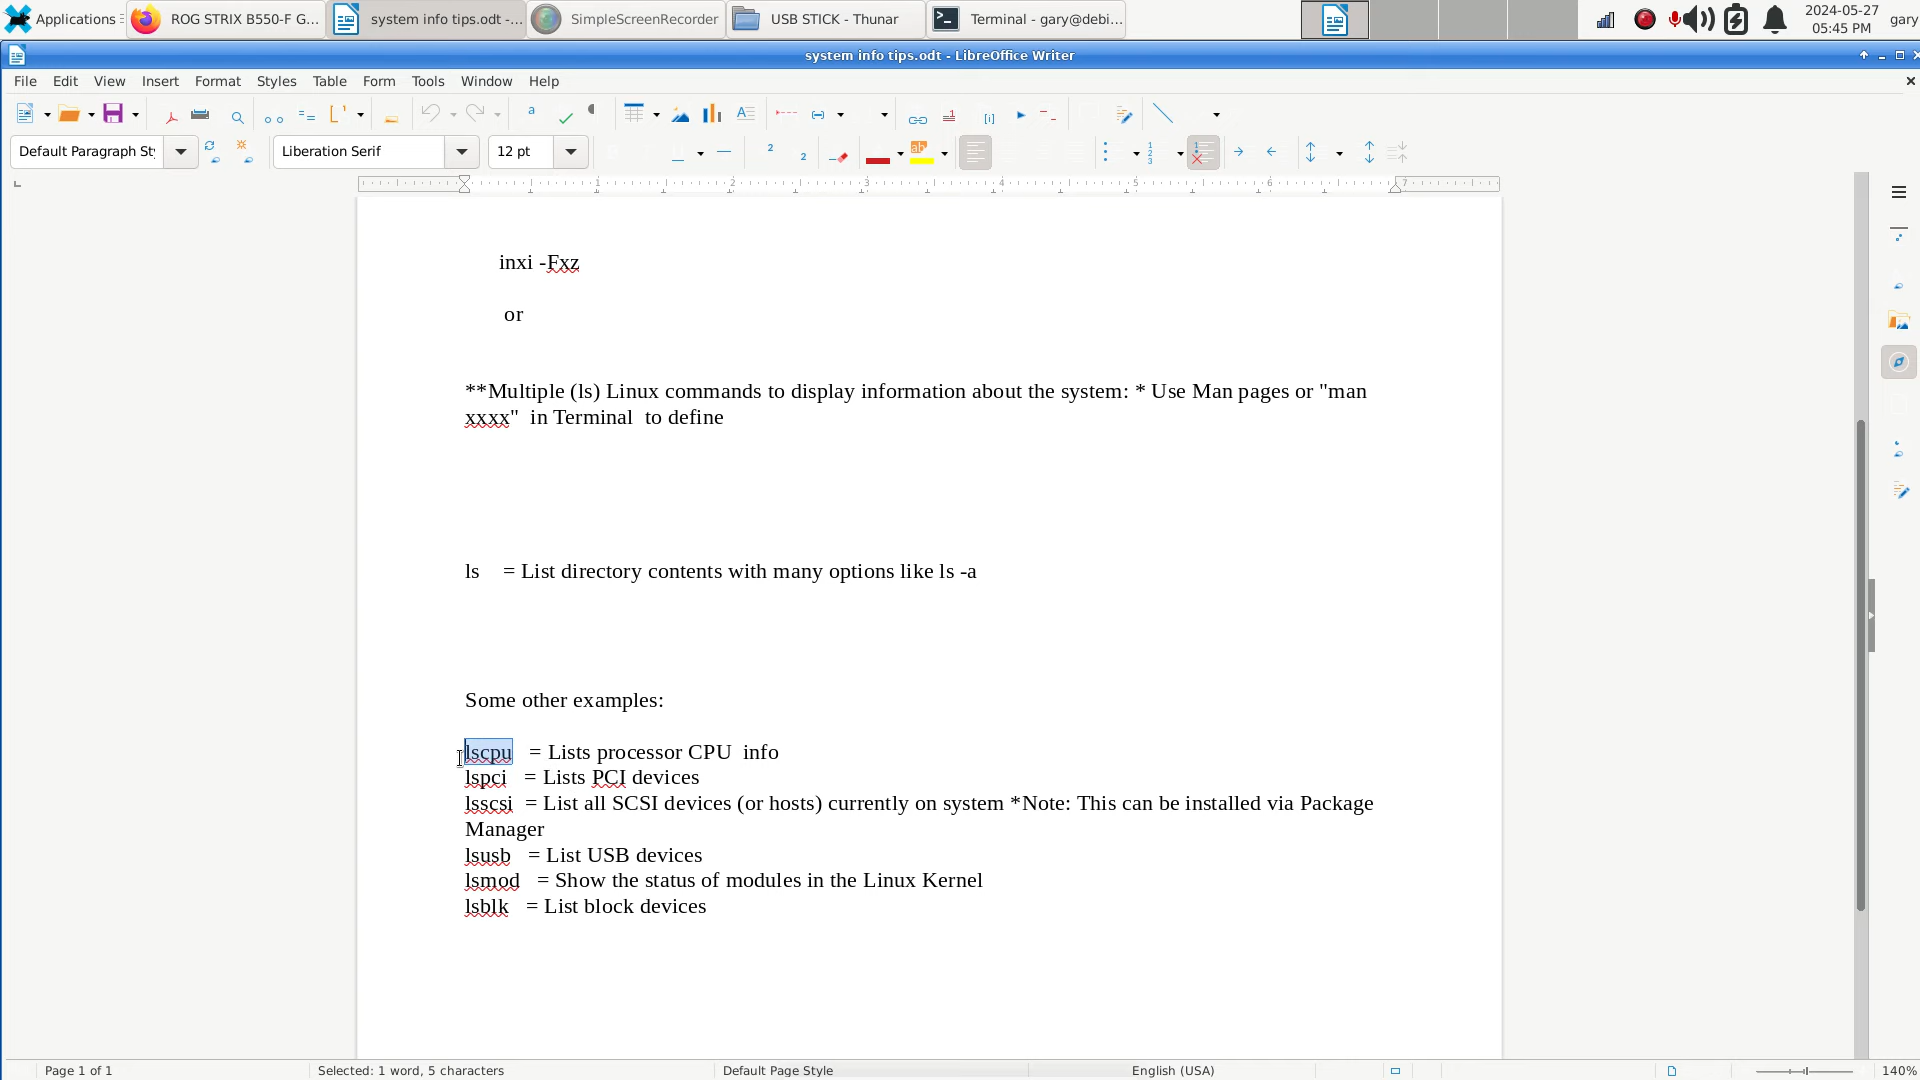 Applications
ROG STRIX B550-F G...
system info tips.odt -...
SimpleScreenRecorder
USB STICK - Thunar
Terminal - gary@debi...
2024-05-27
05:45 PM
gary
system info tips.odt - LibreOffice Writer
File Edit View Insert Format Styles Table Form Tools Window Help
Default Paragraph St
Liberation Serif
12 pt
1 2 3 4 5 6 7
inxi -Fxz
or
**Multiple (ls) Linux commands to display information about the system: * Use Man pages or "man
xxxx"  in Terminal  to define
ls    = List directory contents with many options like ls -a
Some other examples:
lscpu   = Lists processor CPU  info
lspci   = Lists PCI devices
lsscsi  = List all SCSI devices (or hosts) currently on system *Note: This can be installed via Package
Manager
lsusb   = List USB devices
lsmod   = Show the status of modules in the Linux Kernel
lsblk   = List block devices
Page 1 of 1
Selected: 1 word, 5 characters
Default Page Style
English (USA)
140%